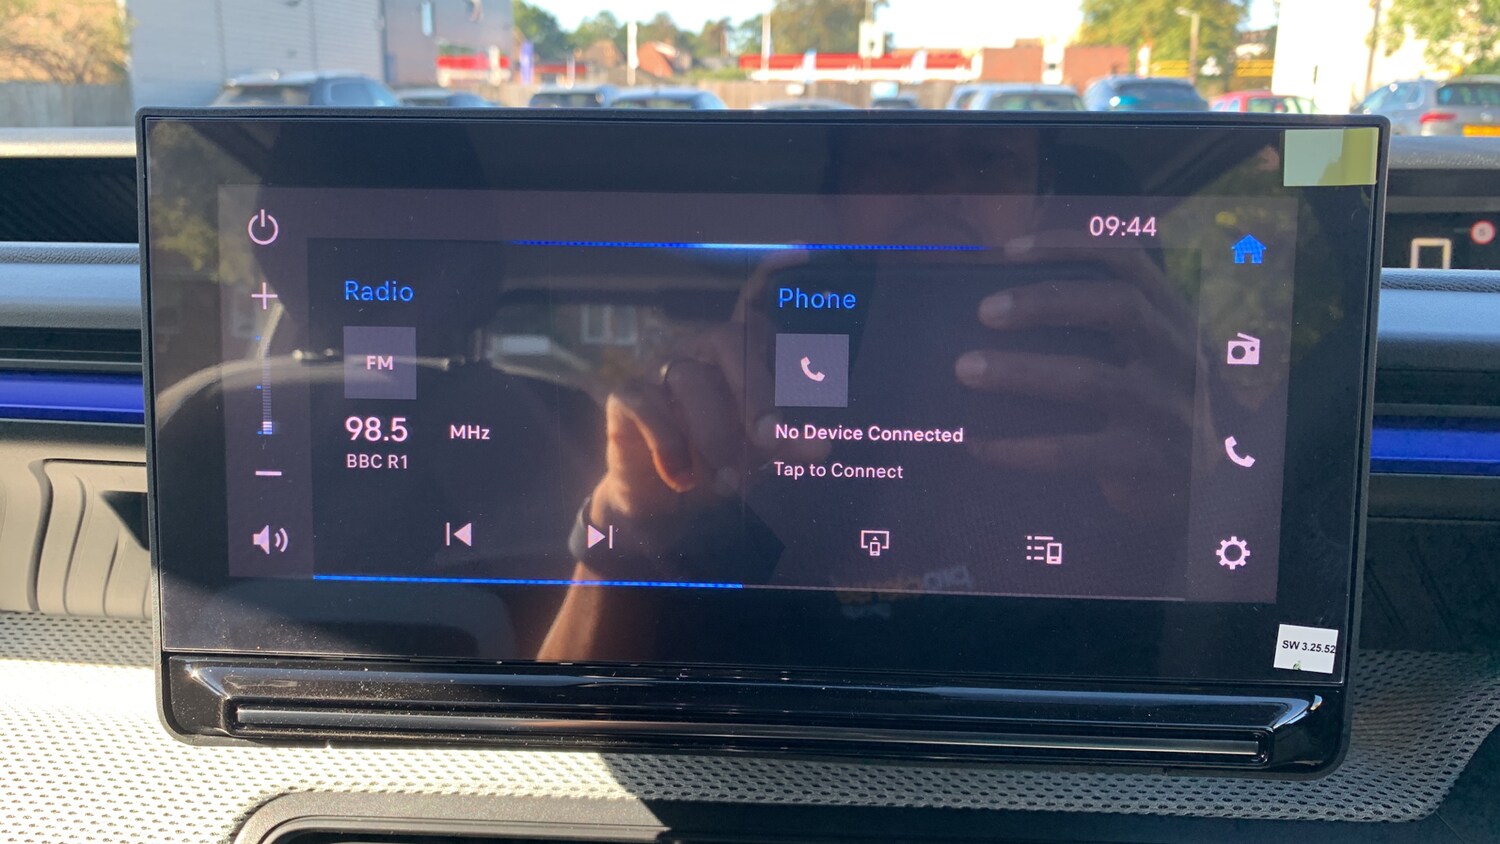 09:44
Radio
FM
98.5 MHz
BBC R1
Phone
No Device Connected
Tap to Connect
SW 3.25.52